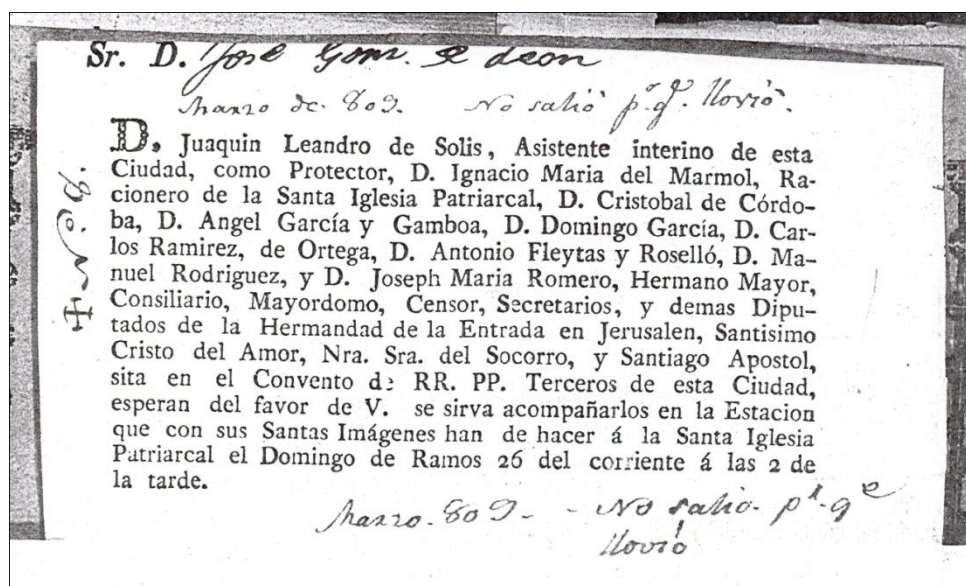 Sr. D. José Gonz. de Leon
Marzo de 809. No salió p.r q.e llovió.
D. Juaquin Leandro de Solis, Asistente interino de esta
Ciudad, como Protector, D. Ignacio Maria del Marmol, Ra-
cionero de la Santa Iglesia Patriarcal, D. Cristobal de Córdo-
ba, D. Angel García y Gamboa, D. Domingo García, D. Car-
los Ramirez, de Ortega, D. Antonio Fleytas y Roselló, D. Ma-
nuel Rodriguez, y D. Joseph Maria Romero, Hermano Mayor,
Consiliario, Mayordomo, Censor, Secretarios, y demas Dipu-
tados de la Hermandad de la Entrada en Jerusalen, Santisimo
Cristo del Amor, Nra. Sra. del Socorro, y Santiago Apostol,
sita en el Convento de RR. PP. Terceros de esta Ciudad,
esperan del favor de V. se sirva acompañarlos en la Estacion
que con sus Santas Imágenes han de hacer á la Santa Iglesia
Patriarcal el Domingo de Ramos 26 del corriente á las 2 de
la tarde.
Marzo. 809. - No salio. p.r q.e
llovió